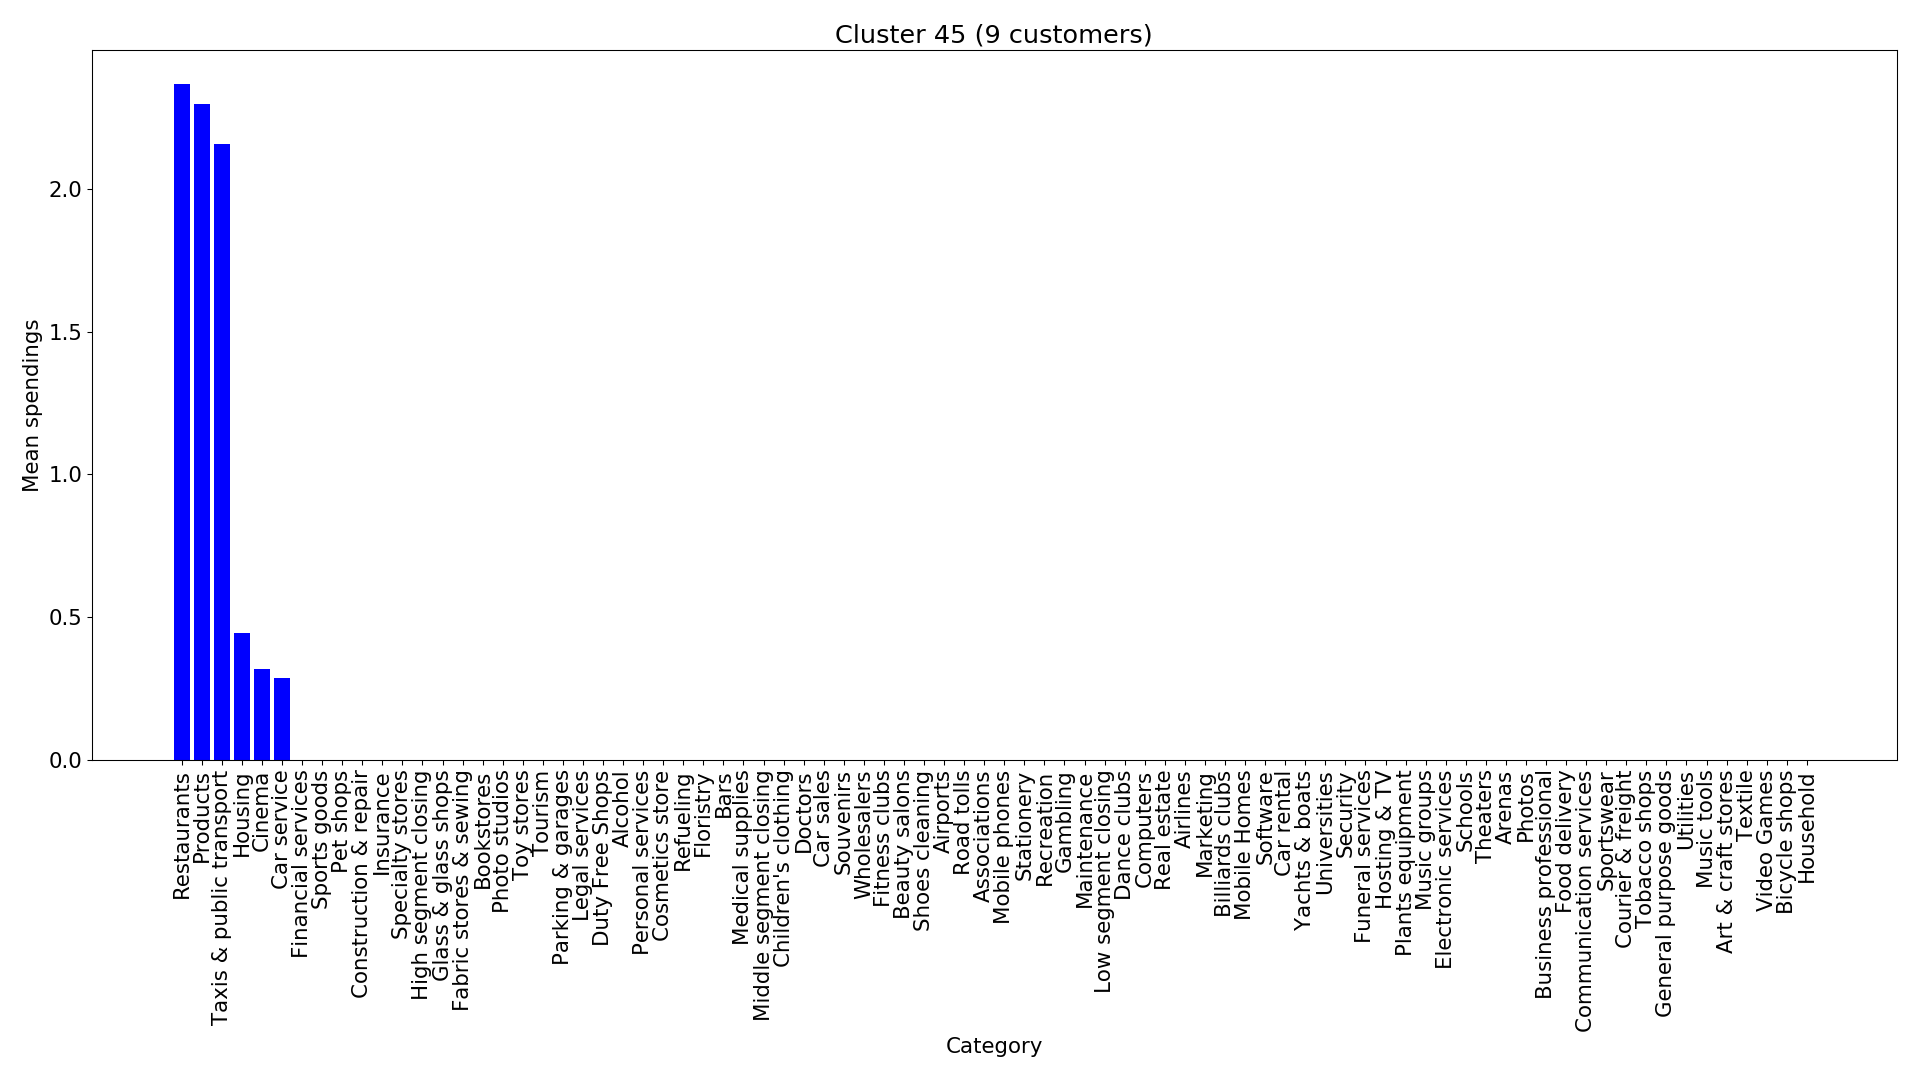 Cluster 45 (9 customers)
Mean spendings
2.0
1.5
1.0
0.5
0.0
Restaurants
Products
Taxis & public transport
Housing
Cinema
Car service
Financial services
Sports goods
Pet shops
Construction & repair
Insurance
Specialty stores
High segment closing
Glass & glass shops
Fabric stores & sewing
Bookstores
Photo studios
Toy stores
Tourism
Parking & garages
Legal services
Duty Free Shops
Alcohol
Personal services
Cosmetics store
Refuelling
Floristry
Bars
Medical supplies
Middle segment closing
Children's clothing
Doctors
Car sales
Souvenirs
Wholesalers
Fitness clubs
Beauty salons
Shoes cleaning
Airports
Road tolls
Associations
Mobile phones
Stationery
Recreation
Gambling
Maintenance
Low segment closing
Dance clubs
Computers
Real estate
Airlines
Marketing
Billiards clubs
Mobile Homes
Software
Car rental
Yachts & boats
Universities
Security
Funeral services
Hosting & TV
Plants equipment
Music groups
Electronic services
Schools
Theaters
Arenas
Photos
Business professional
Food delivery
Communication services
Sportswear
Courier & freight
Tobacco shops
General purpose goods
Utilities
Music tools
Art & craft stores
Textile
Video Games
Bicycle shops
Household
Category